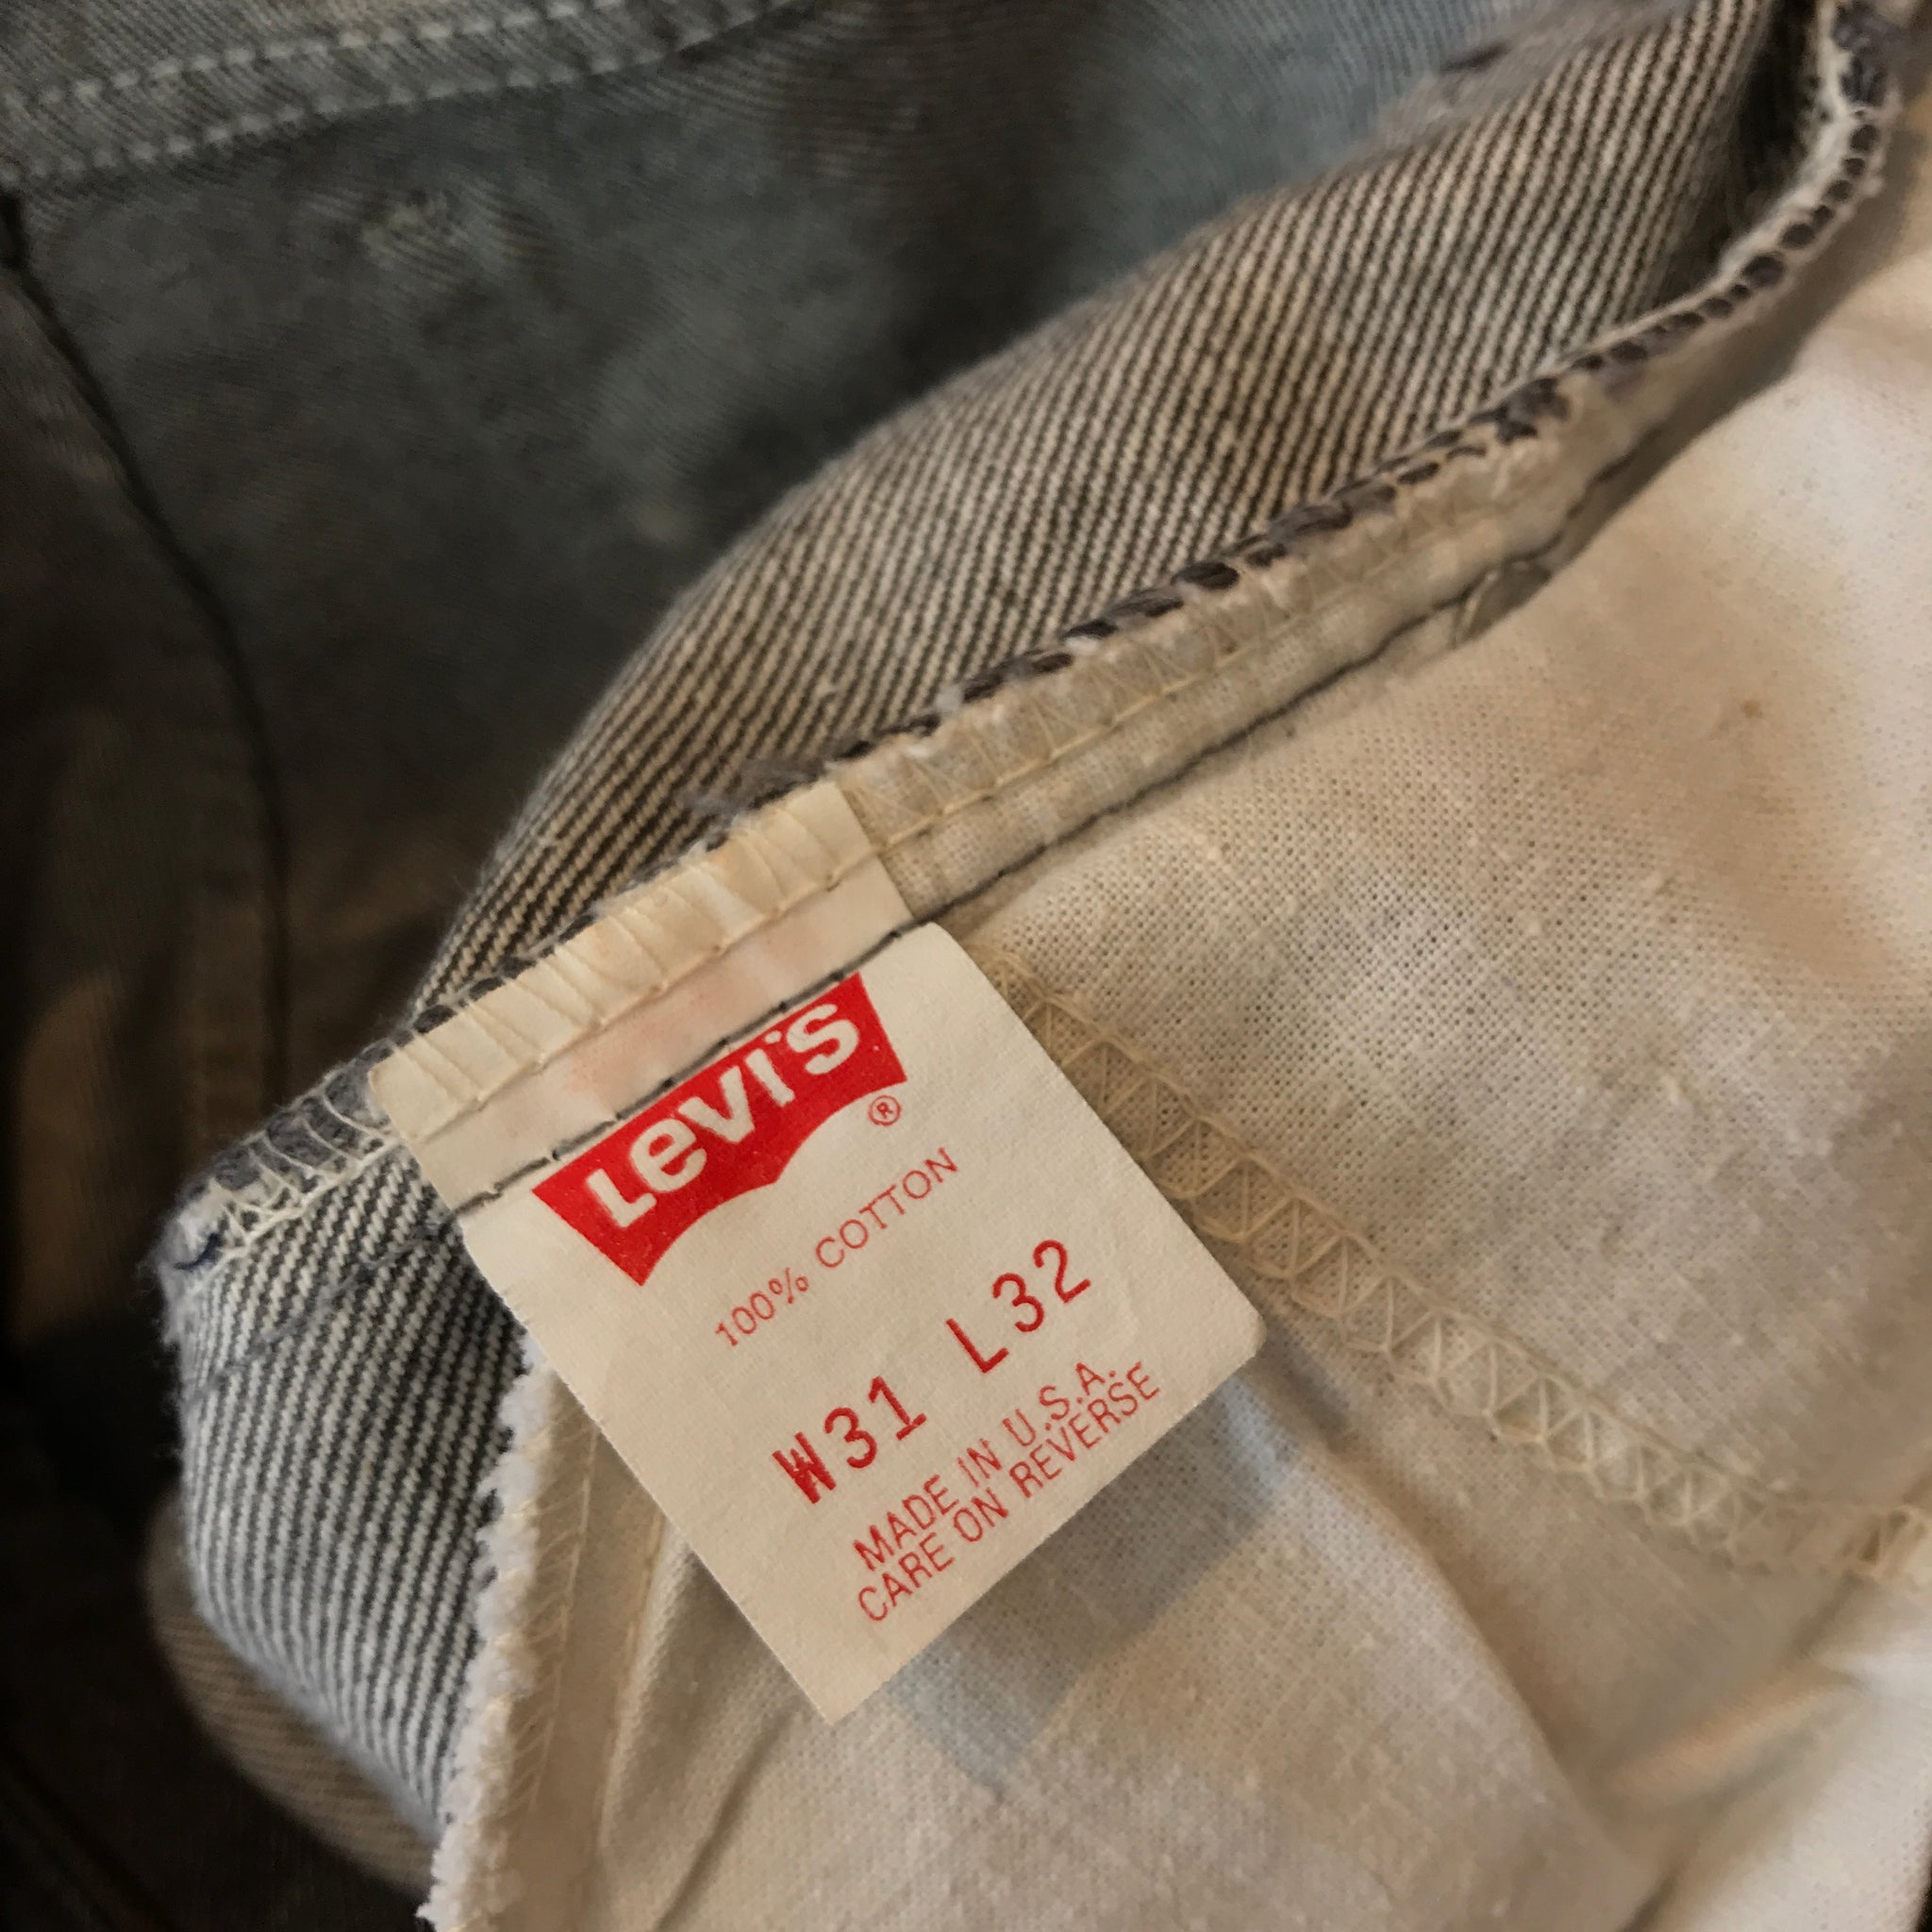 LEVI'S ®
100% COTTON
W31 L32
MADE IN U.S.A.
CARE ON REVERSE